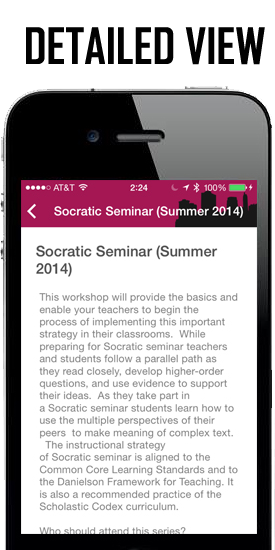 DETAILED VIEW
AT&T 2:24 100%
Socratic Seminar (Summer 2014)
Socratic Seminar (Summer
2014)
This workshop will provide the basics and
enable your teachers to begin the
process of implementing this important
strategy in their classrooms.  While
preparing for Socratic seminar teachers
and students follow a parallel path as
they read closely, develop higher-order
questions, and use evidence to support
their ideas.  As they take part in
a Socratic seminar students learn how to
use the multiple perspectives of their
peers  to make meaning of complex text.
The instructional strategy
of Socratic seminar is aligned to the
Common Core Learning Standards and to
the Danielson Framework for Teaching. It
is also a recommended practice of the
Scholastic Codex curriculum.
Who should attend this series?